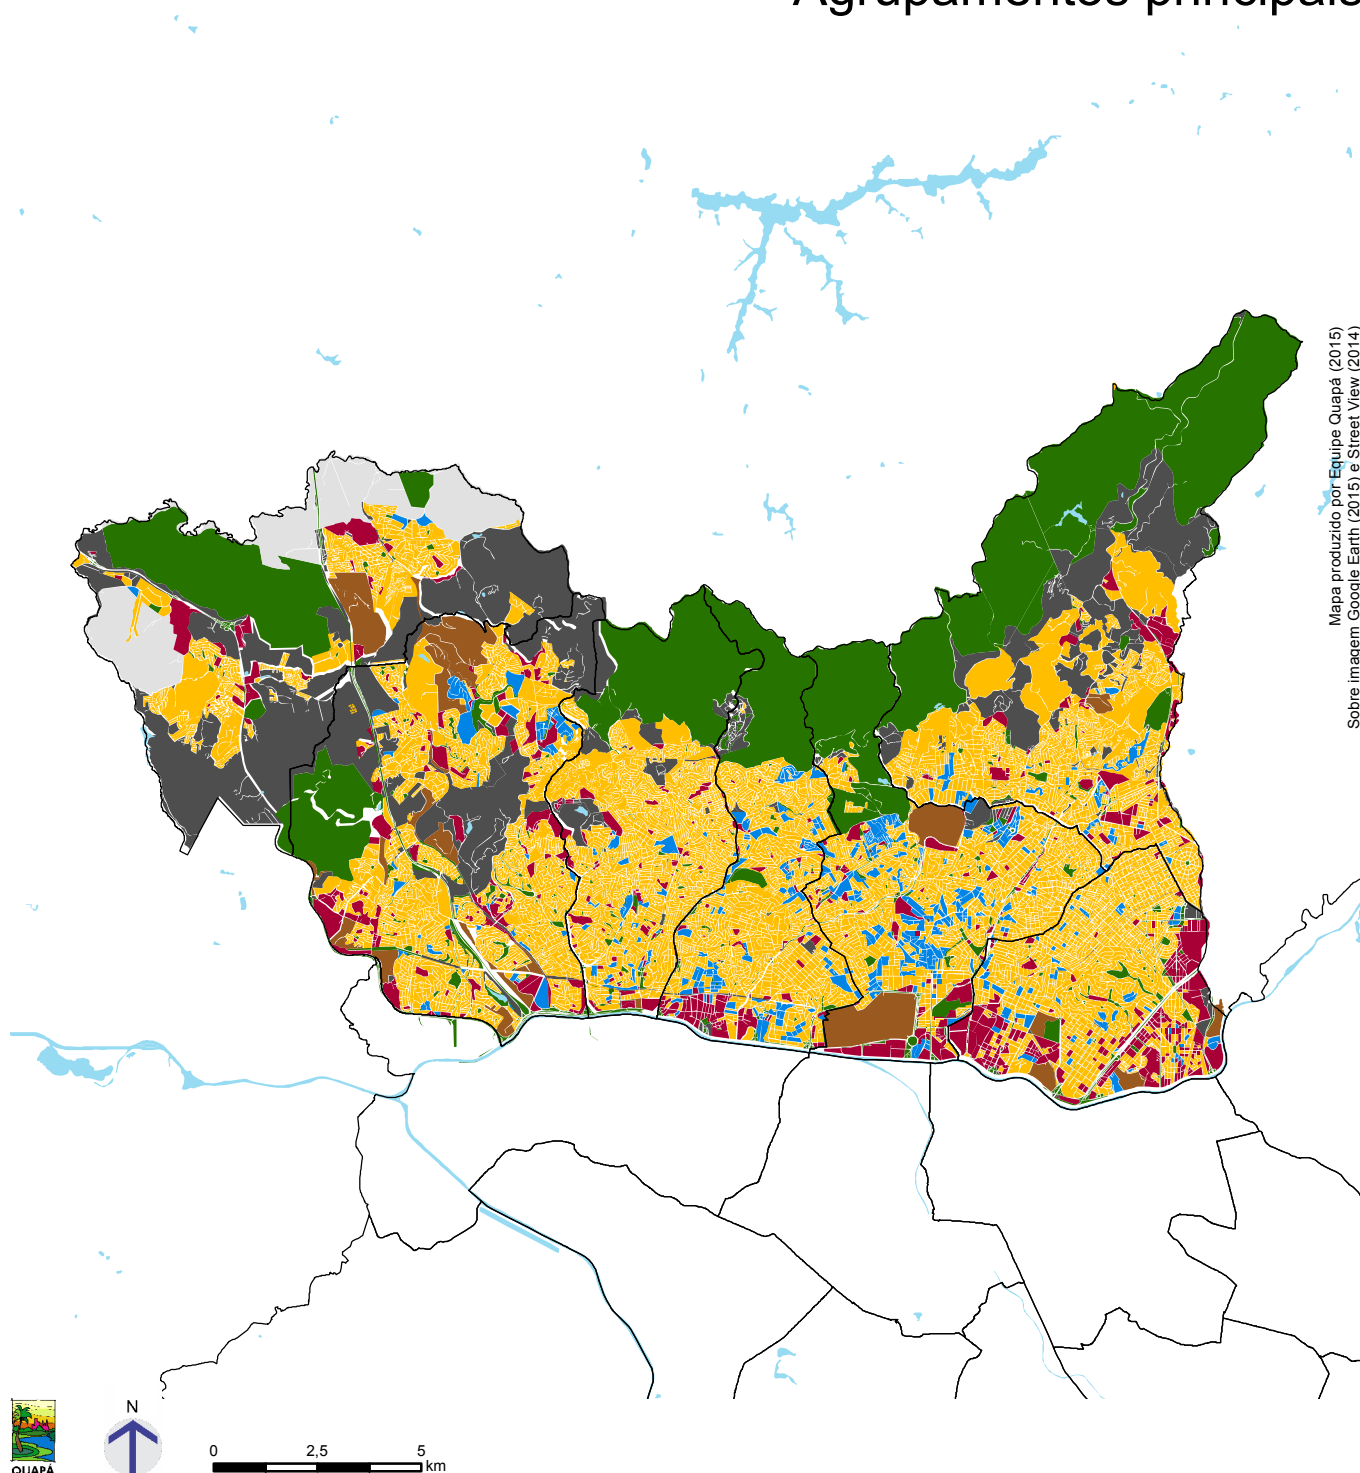 Agrupamentos principais
Mapa produzido por Equipe Quapá (2015)
Sobre imagem Google Earth (2015) e Street View (2014)
N
0 2,5 5
km
QUAPÁ